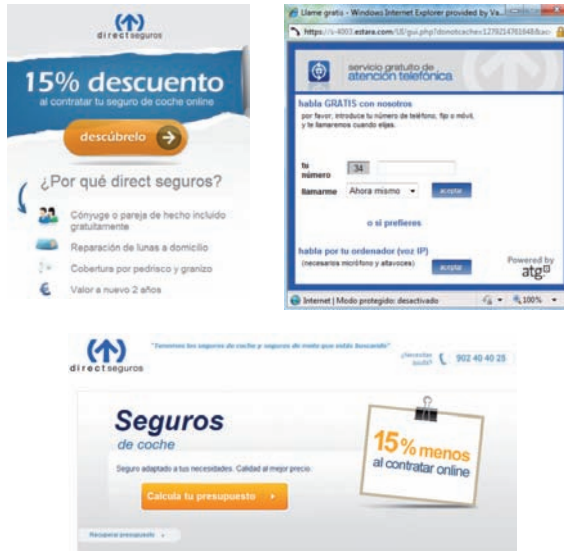 direct seguros
15% descuento
al contratar tu seguro de coche online
descúbrelo
¿Por qué direct seguros?
Cónyuge o pareja de hecho incluido
gratuitamente
Reparación de lunas a domicilio
Cobertura por pedrisco y granizo
Valor a nuevo 2 años
Llame gratis - Windows Internet Explorer provided by Va...
servicio gratuito de
atención telefónica
habla GRATIS con nosotros
por favor, introduce tu número de teléfono, fijo o móvil,
y te llamaremos cuando elijas.
tu
número
34
llamarme Ahora mismo aceptar
o si prefieres
habla por tu ordenador (voz IP)
(necesarios micrófono y altavoces)
aceptar
Powered by
atg
Internet | Modo protegido: desactivado
100%
direct seguros
"Tenemos los seguros de coche y seguros de moto que estás buscando"
¿Necesitas
ayuda?
902 40 40 28
Seguros
de coche
Seguro adaptado a tus necesidades. Calidad al mejor precio.
Calcula tu presupuesto
15% menos
al contratar online
Recuperar presupuesto